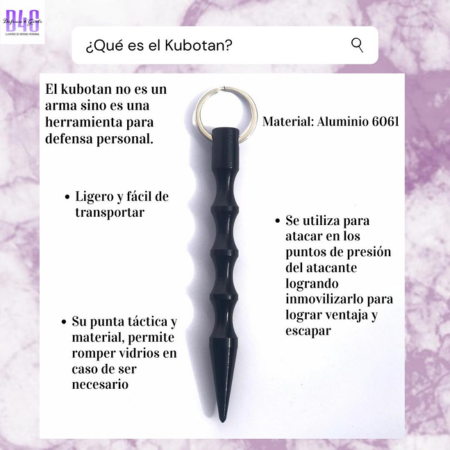 D4G
¿Qué es el Kubotan?
El kubotan no es un
arma sino es una
herramienta para
defensa personal.
Material: Aluminio 6061
• Ligero y fácil de
transportar
• Se utiliza para
atacar en los
puntos de presión
del atacante
logrando
inmovilizarlo para
lograr ventaja y
escapar
• Su punta táctica y
material, permite
romper vidrios en
caso de ser
necesario